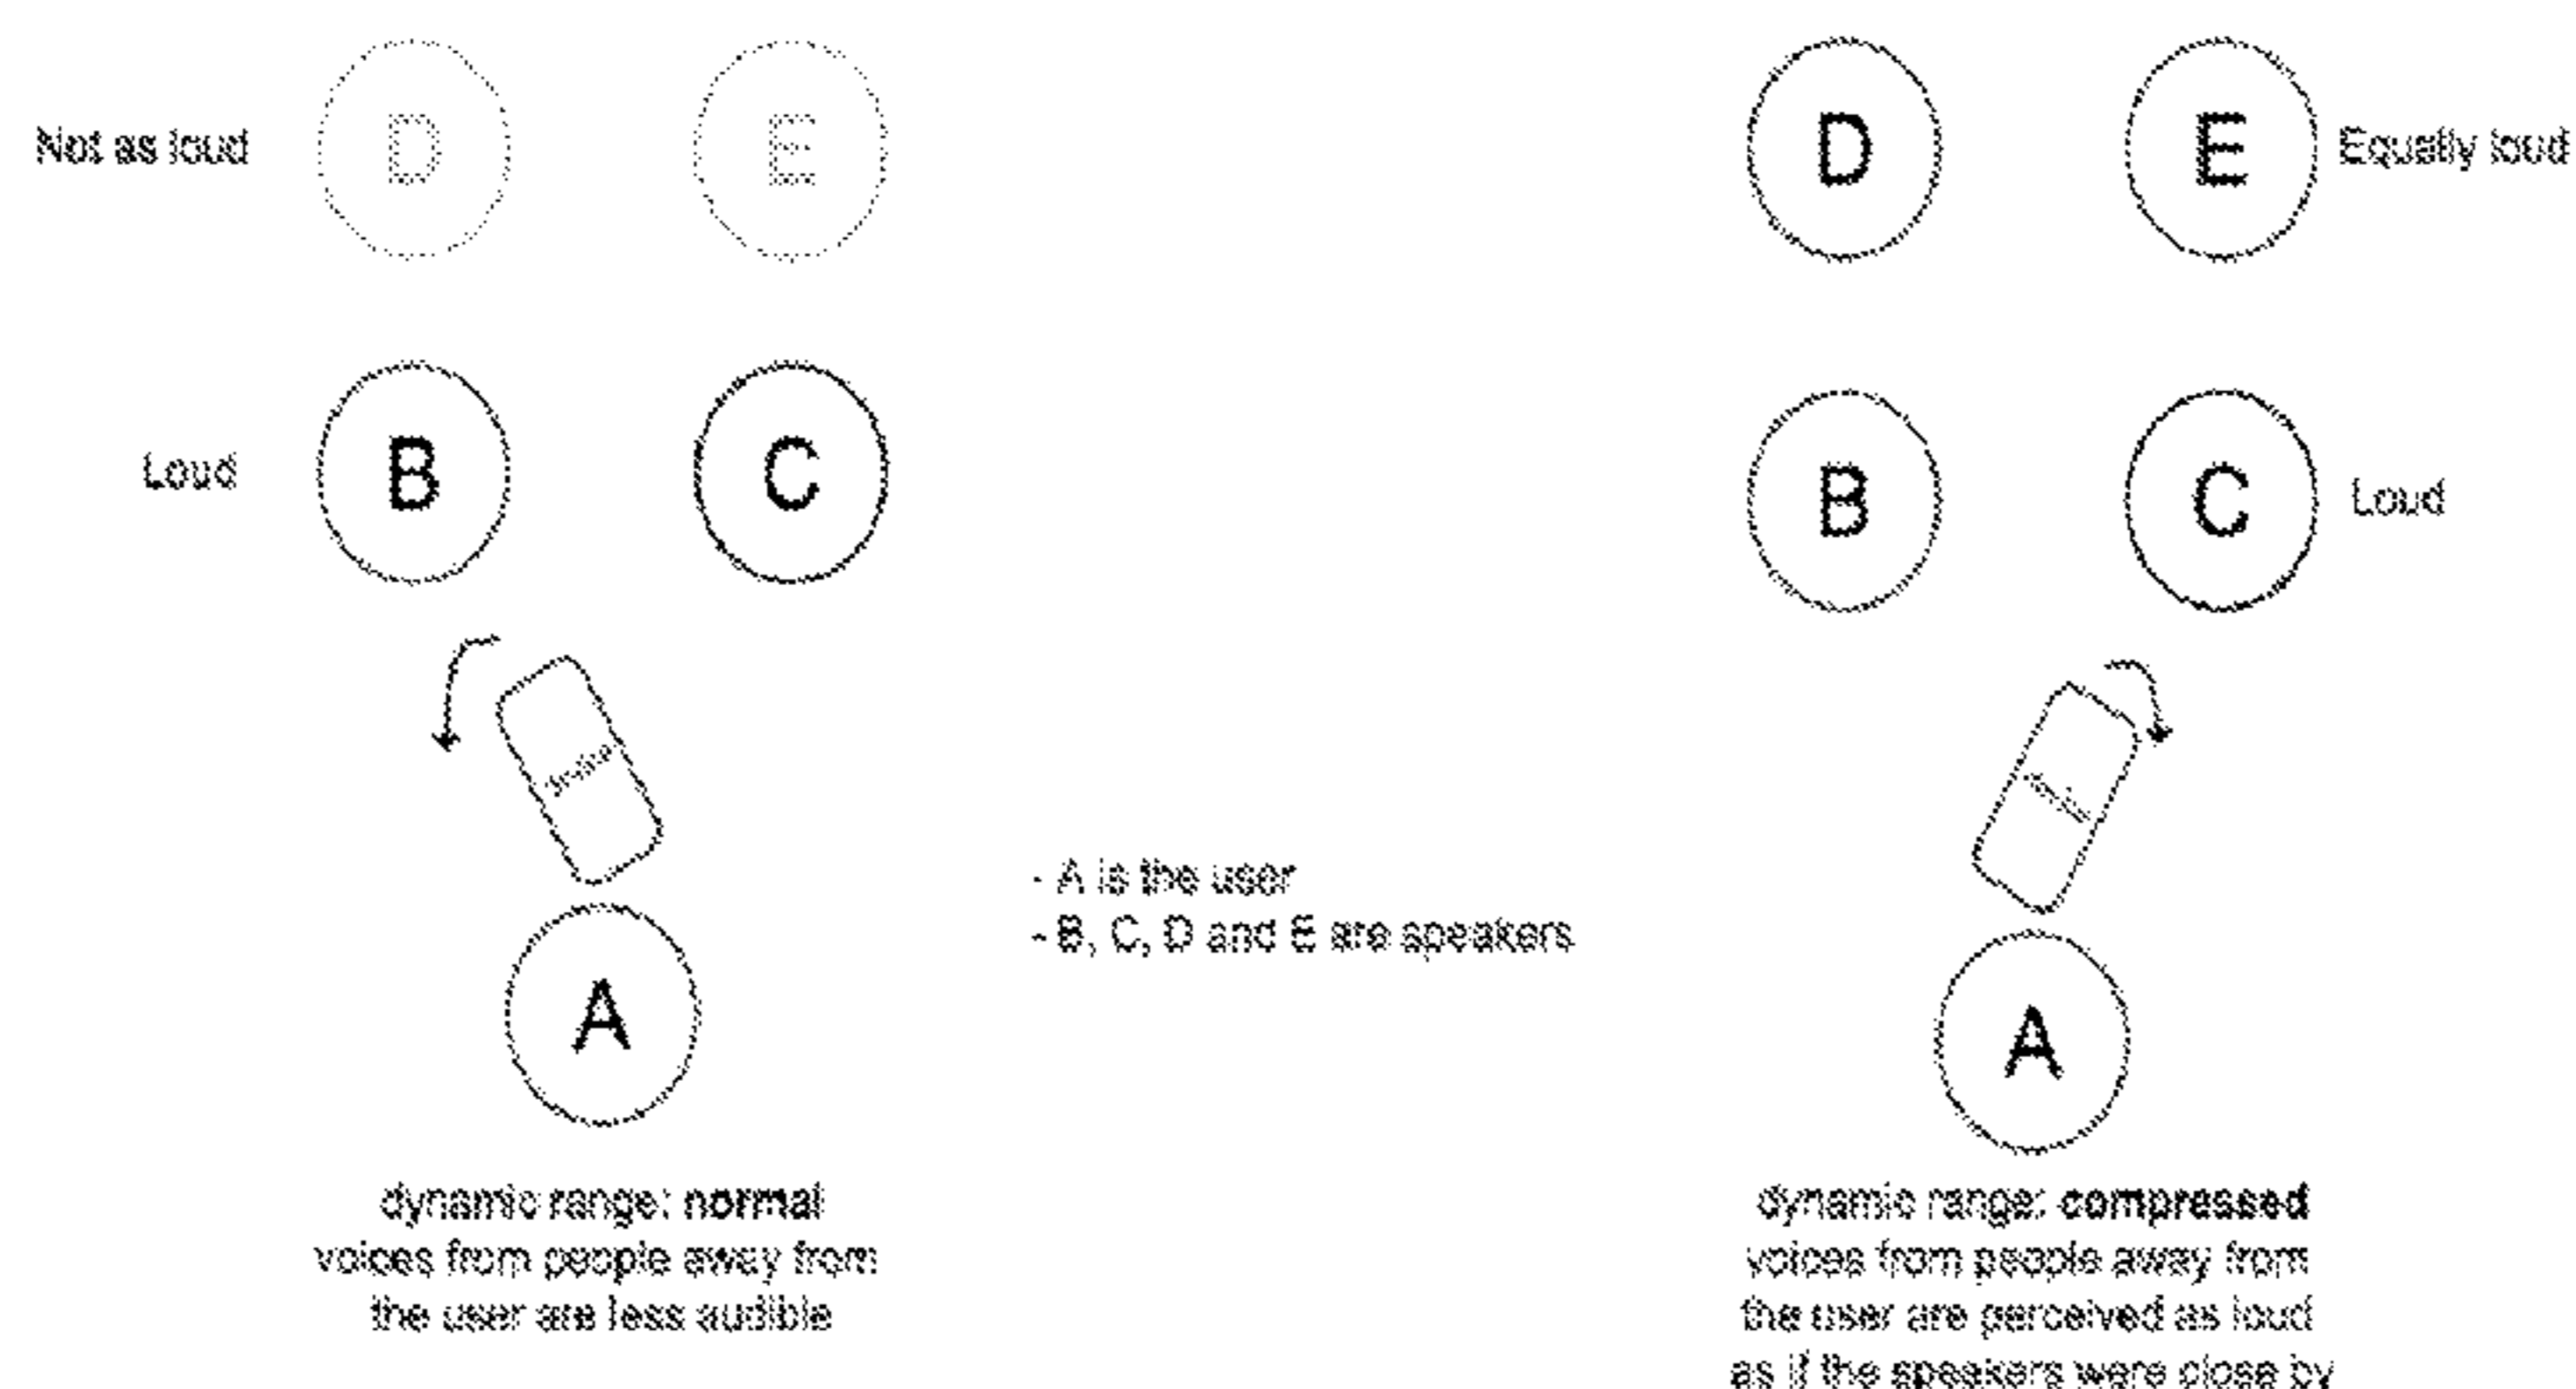 Not as loud
D
E
Loud
B
C
A
dynamic range: normal
voices from people away from
the user are less audible
- A is the user
- B, C, D and E are speakers
D
E
Equally loud
B
C
Loud
A
dynamic range: compressed
voices from people away from
the user are perceived as loud
as if the speakers were close by